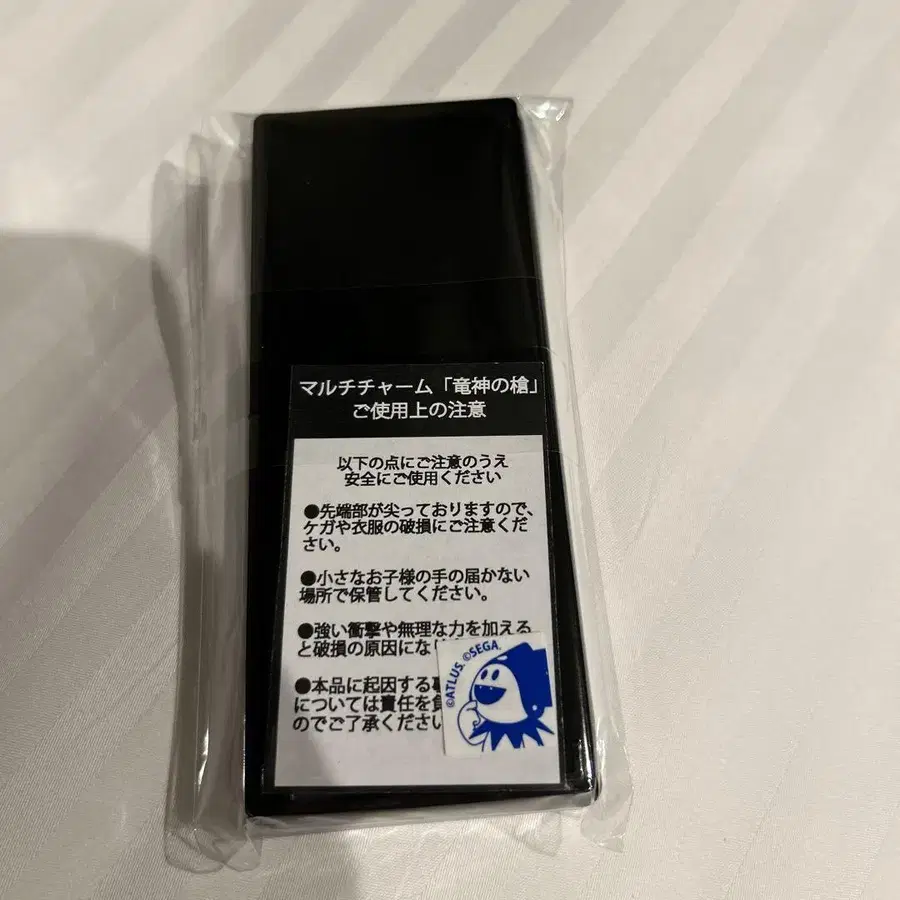 マルチチャーム「竜神の槍」
ご使用上の注意
以下の点にご注意のうえ
安全にご使用ください
●先端部が尖っておりますので、
ケガや衣服の破損にご注意くだ
さい。
●小さなお子様の手の届かない
場所で保管してください。
●強い衝撃や無理な力を加える
と破損の原因にな
●本品に起因する
については責任を
のでご了承ください
©ATLUS. ©SEGA.